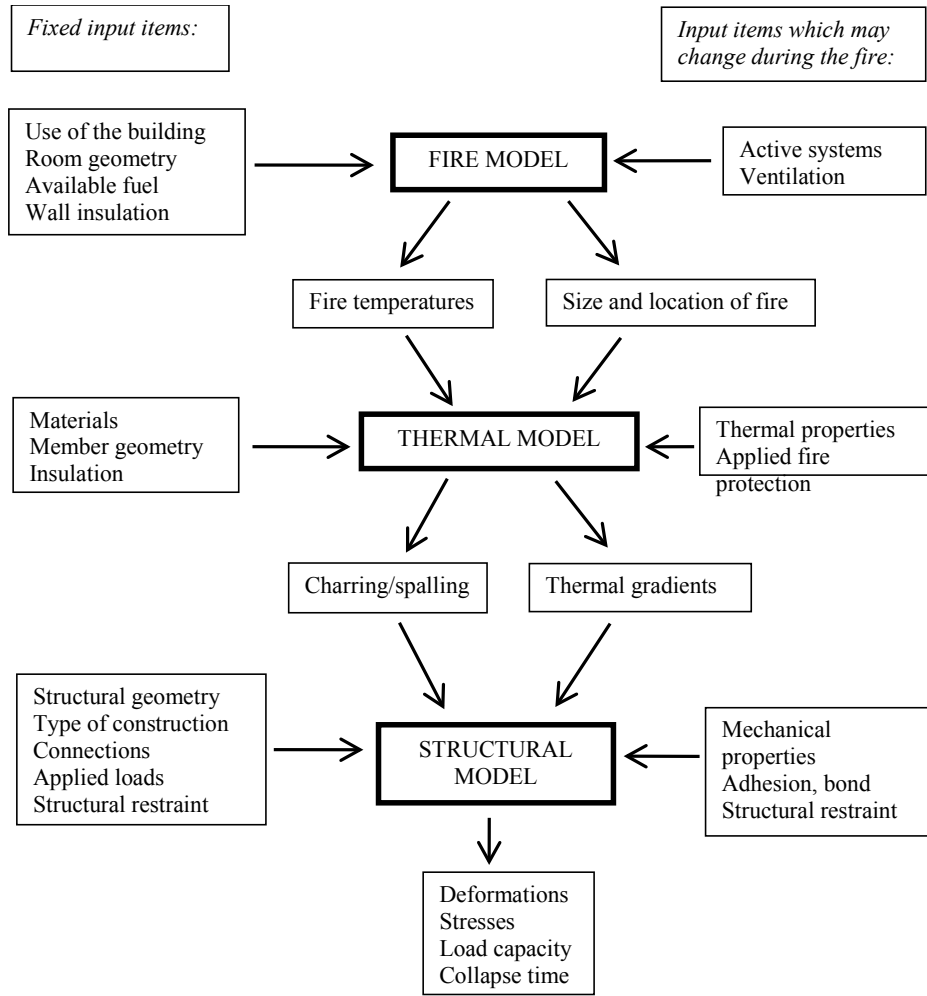 Fixed input items:
Input items which may
change during the fire:
Use of the building
Room geometry
Available fuel
Wall insulation
FIRE MODEL
Active systems
Ventilation
Fire temperatures
Size and location of fire
Materials
Member geometry
Insulation
THERMAL MODEL
Thermal properties
Applied fire
protection
Charring/spalling
Thermal gradients
Structural geometry
Type of construction
Connections
Applied loads
Structural restraint
STRUCTURAL
MODEL
Mechanical
properties
Adhesion, bond
Structural restraint
Deformations
Stresses
Load capacity
Collapse time